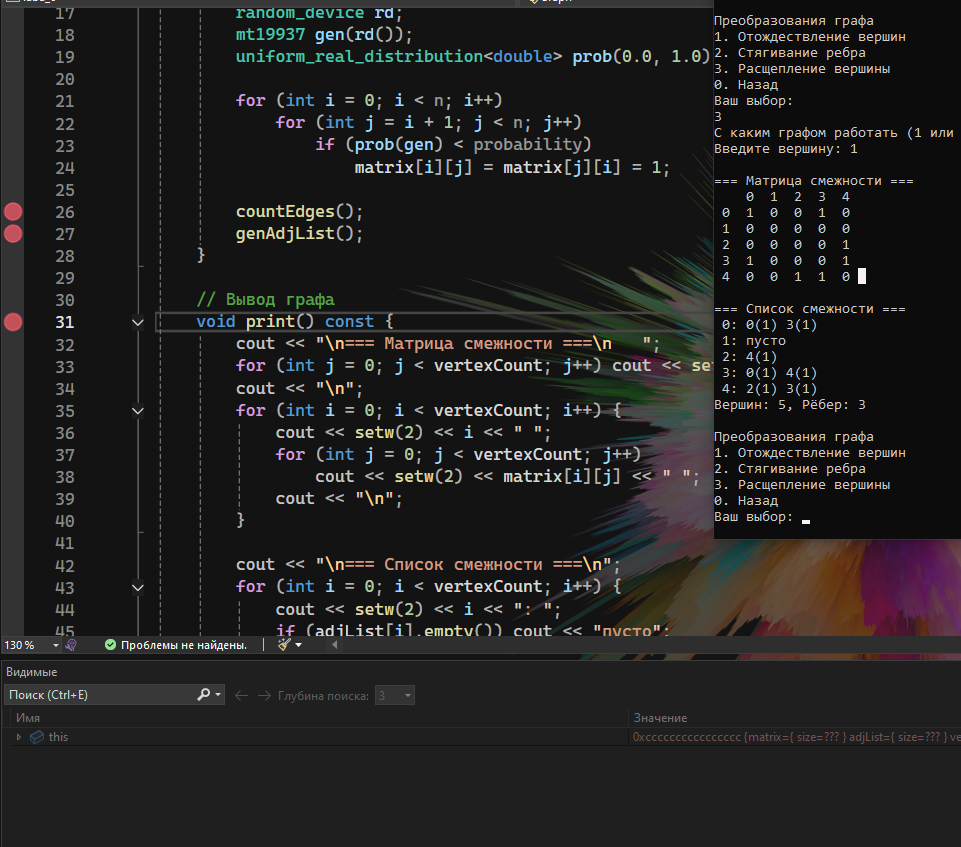 17 random_device rd;
18 mt19937 gen(rd());
19 uniform_real_distribution<double> prob(0.0, 1.0)
20
21 for (int i = 0; i < n; i++)
22 for (int j = i + 1; j < n; j++)
23 if (prob(gen) < probability)
24 matrix[i][j] = matrix[j][i] = 1;
25
26 countEdges();
27 genAdjList();
28 }
29
30 // Вывод графа
31 void print() const {
32 cout << "\n=== Матрица смежности ===\n    ";
33 for (int j = 0; j < vertexCount; j++) cout << se
34 cout << "\n";
35 for (int i = 0; i < vertexCount; i++) {
36 cout << setw(2) << i << " ";
37 for (int j = 0; j < vertexCount; j++)
38 cout << setw(2) << matrix[i][j] << " ";
39 cout << "\n";
40 }
41
42 cout << "\n=== Список смежности ===\n";
43 for (int i = 0; i < vertexCount; i++) {
44 cout << setw(2) << i << ": ";
45 if (adjList[i].empty()) cout << "пусто";
Преобразования графа
1. Отождествление вершин
2. Стягивание ребра
3. Расщепление вершины
0. Назад
Ваш выбор:
3
С каким графом работать (1 или
Введите вершину: 1
=== Матрица смежности ===
0 1 2 3 4
0 1 0 0 1 0
1 0 0 0 0 0
2 0 0 0 0 1
3 1 0 0 0 1
4 0 0 1 1 0
=== Список смежности ===
0: 0(1) 3(1)
1: пусто
2: 4(1)
3: 0(1) 4(1)
4: 2(1) 3(1)
Вершин: 5, Рёбер: 3
Преобразования графа
1. Отождествление вершин
2. Стягивание ребра
3. Расщепление вершины
0. Назад
Ваш выбор:
130 % Проблемы не найдены.
Видимые
Поиск (Ctrl+E) Глубина поиска: 3
Имя Значение
this 0xcccccccccccccccc {matrix={ size=??? } adjList={ size=??? } ve